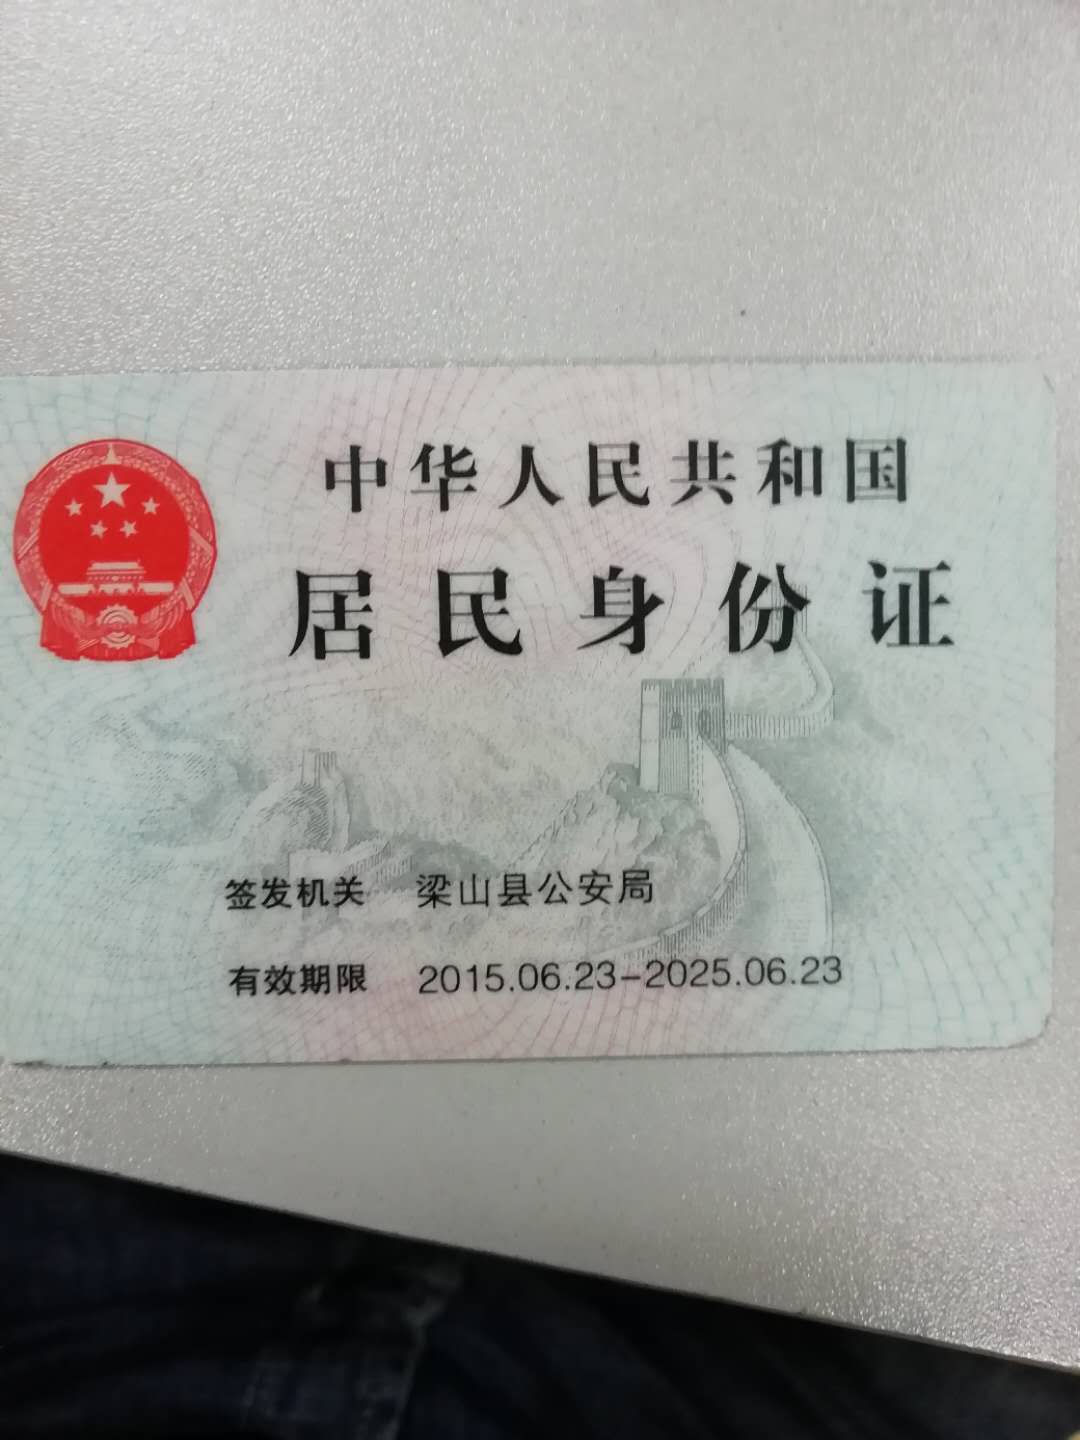 中华人民共和国
居民身份证
签发机关 梁山县公安局
有效期限 2015.06.23-2025.06.23